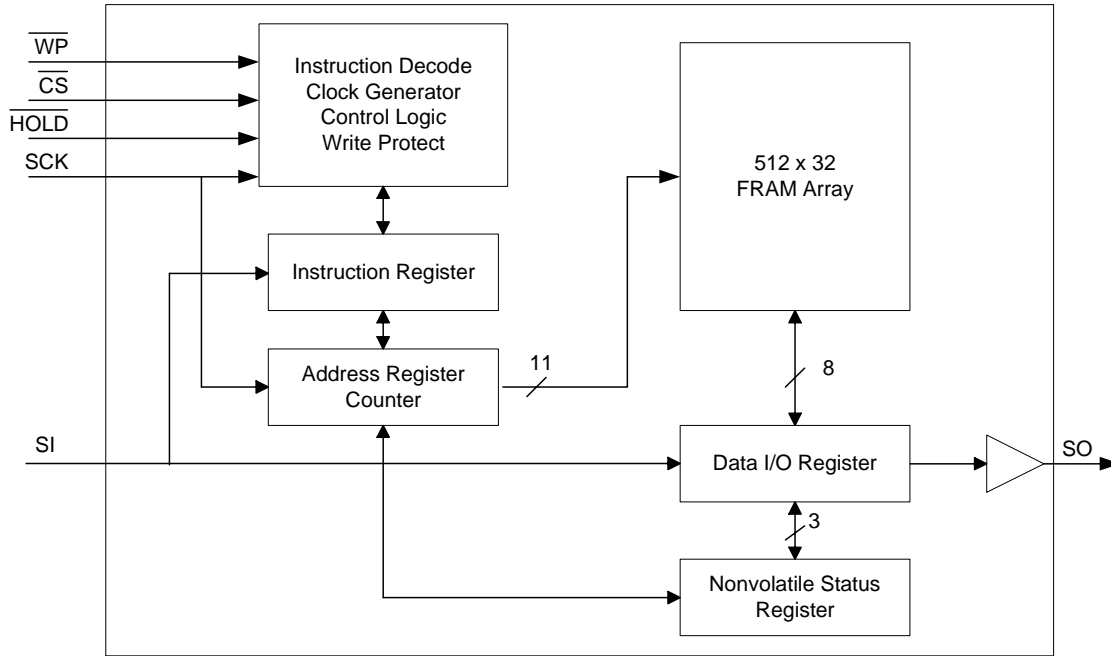 WP
CS
HOLD
SCK
Instruction Decode
Clock Generator
Control Logic
Write Protect
512 x 32
FRAM Array
Instruction Register
Address Register
Counter
11
8
SI
Data I/O Register
SO
3
Nonvolatile Status
Register